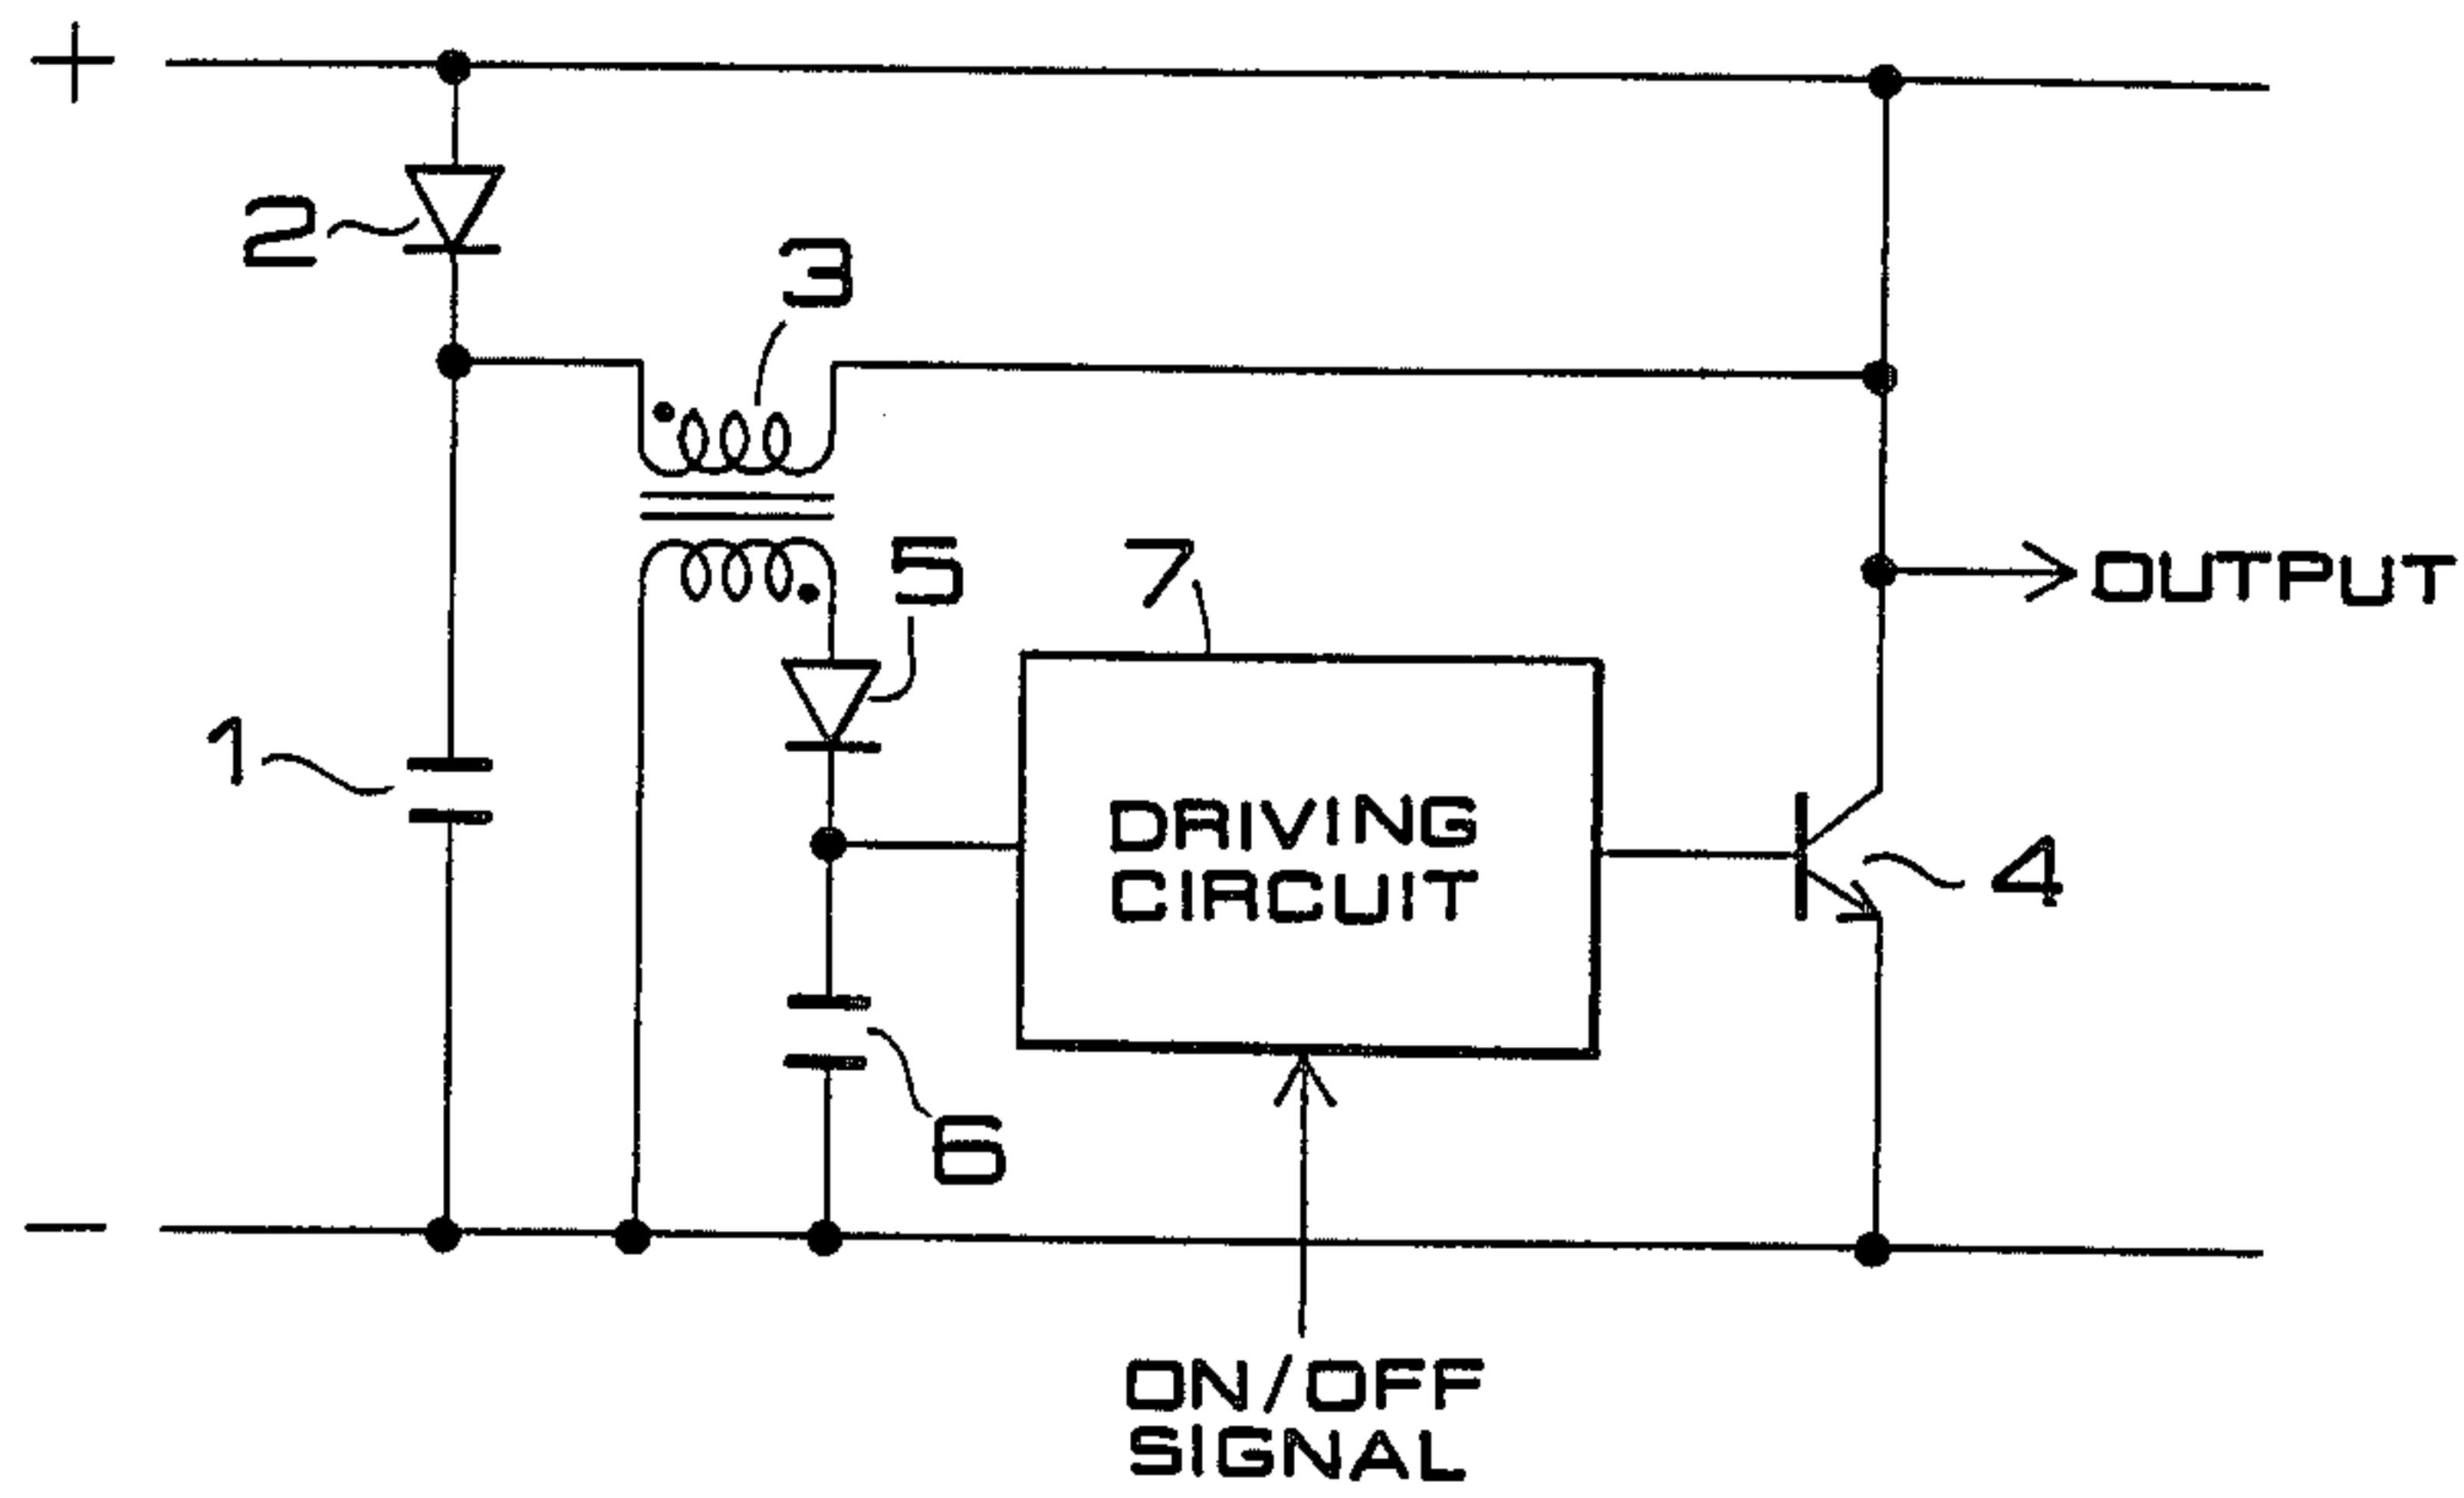 +
2
3
5
7
OUTPUT
1
DRIVING
CIRCUIT
4
6
−
ON/OFF
SIGNAL